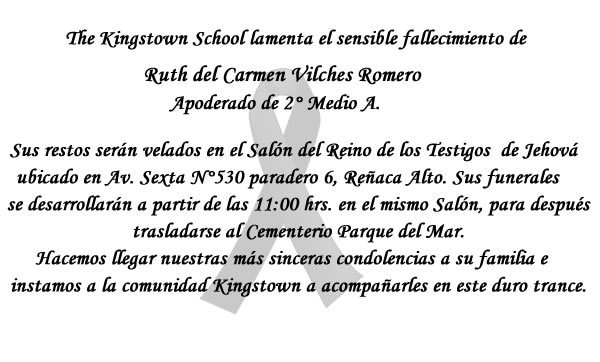 The Kingstown School lamenta el sensible fallecimiento de
Ruth del Carmen Vilches Romero
Apoderado de 2° Medio A.
Sus restos serán velados en el Salón del Reino de los Testigos de Jehová
ubicado en Av. Sexta N°530 paradero 6, Reñaca Alto. Sus funerales
se desarrollarán a partir de las 11:00 hrs. en el mismo Salón, para después
trasladarse al Cementerio Parque del Mar.
Hacemos llegar nuestras más sinceras condolencias a su familia e
instamos a la comunidad Kingstown a acompañarles en este duro trance.